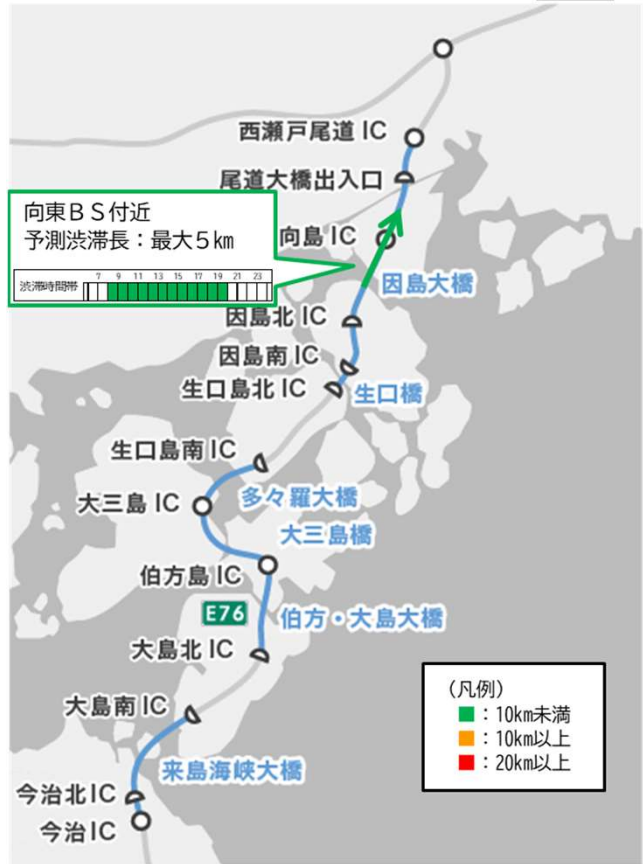 西瀬戸尾道 IC
尾道大橋出入口
向東BS付近
予測渋滞長:最大5km
渋滞時間帯 7 9 11 13 15 17 19 21 23
向島 IC
因島大橋
因島北 IC
因島南 IC
生口島北 IC
生口橋
生口島南 IC
大三島 IC
多々羅大橋
大三島橋
伯方島 IC
E76
伯方・大島大橋
大島北 IC
大島南 IC
来島海峡大橋
今治北IC
今治IC
(凡例)
■:10km未満
■:10km以上
■:20km以上